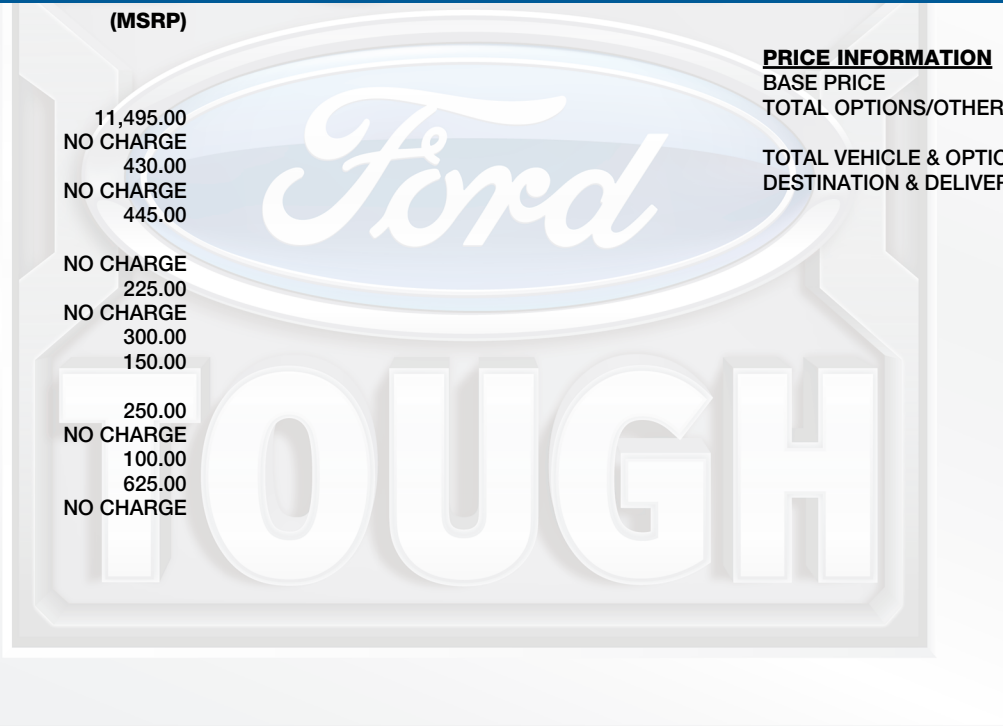 (MSRP)
11,495.00
NO CHARGE
430.00
NO CHARGE
445.00
NO CHARGE
225.00
NO CHARGE
300.00
150.00
250.00
NO CHARGE
100.00
625.00
NO CHARGE
PRICE INFORMATION
BASE PRICE
TOTAL OPTIONS/OTHER
TOTAL VEHICLE & OPTIO
DESTINATION & DELIVER
Ford
TOUGH